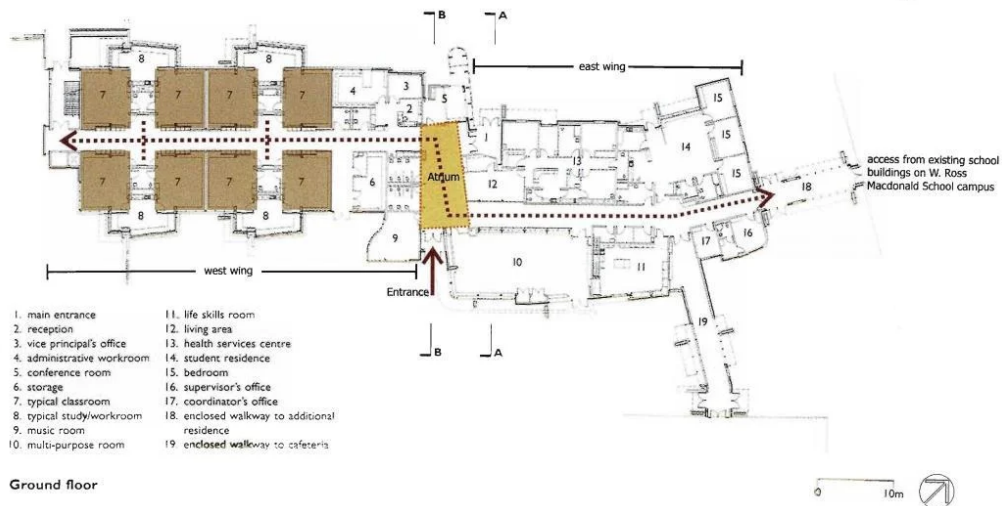 B
A
east wing
8
8
4
3
5
2
15
7
7
7
7
1
13
14
15
Atrium
12
15
18
access from existing school
buildings on W. Ross
Macdonald School campus
7
7
7
7
6
8
8
9
10
11
17
16
west wing
Entrance
19
B
A
1. main entrance
2. reception
3. vice principal's office
4. administrative workroom
5. conference room
6. storage
7. typical classroom
8. typical study/workroom
9. music room
10. multi-purpose room
11. life skills room
12. living area
13. health services centre
14. student residence
15. bedroom
16. supervisor's office
17. coordinator's office
18. enclosed walkway to additional
residence
19 enclosed walkway to cafeteria
Ground floor
0
10m